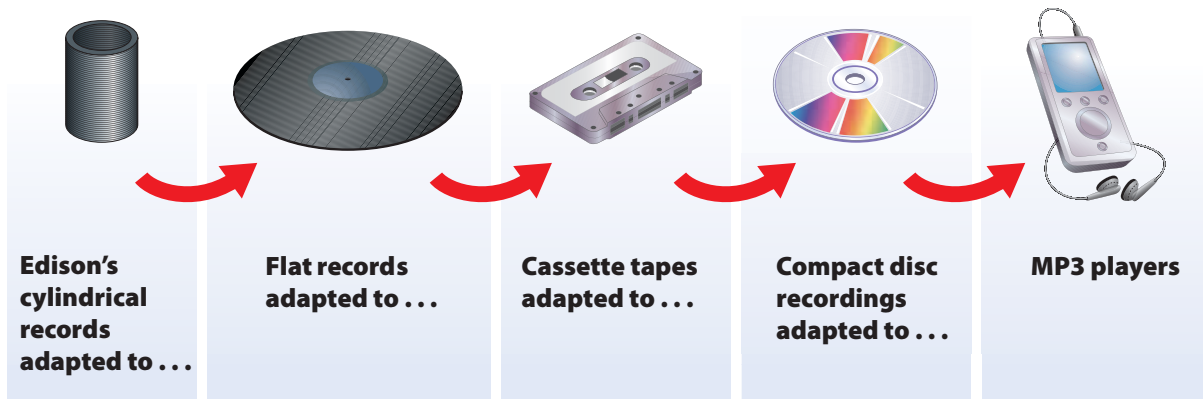 Edison's
cylindrical
records
adapted to . . .
Flat records
adapted to . . .
Cassette tapes
adapted to . . .
Compact disc
recordings
adapted to . . .
MP3 players